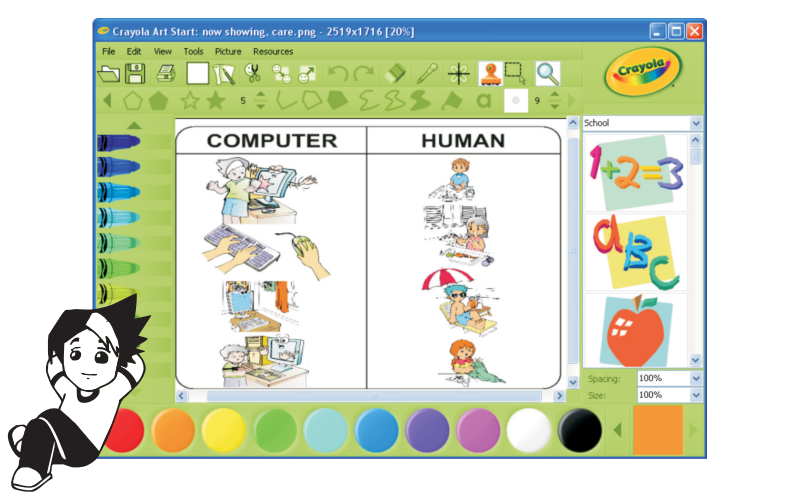 Crayola Art Start: now showing, care.png - 2519x1716 [20%]
File Edit View Tools Picture Resources
Crayola
5 a 9
School
COMPUTER HUMAN
1+2=3
aBC
Spacing: 100%
Size: 100%